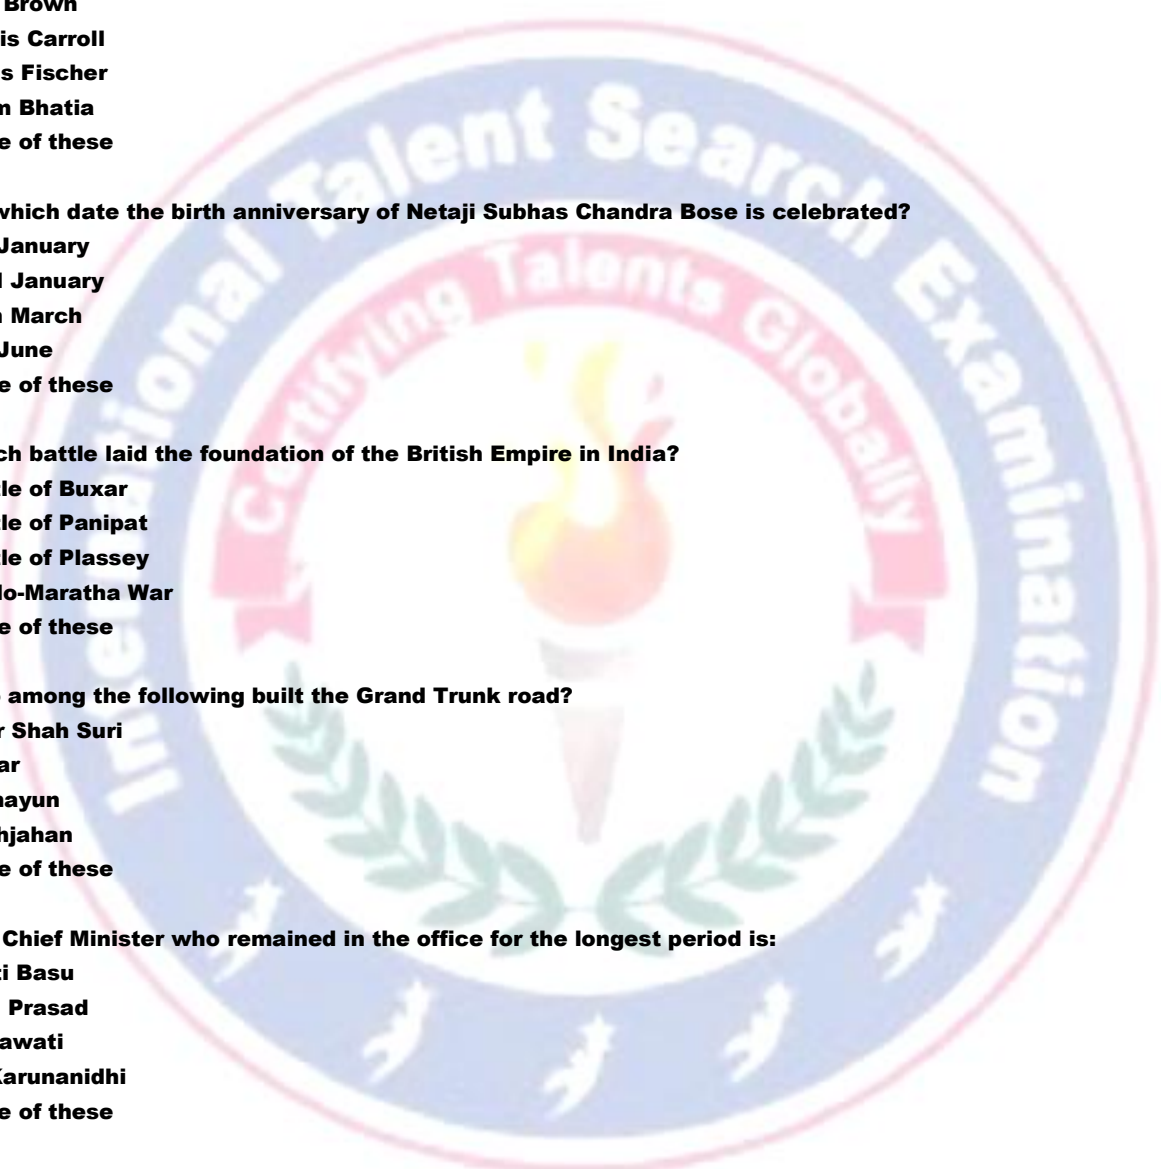 Brown
is Carroll
s Fischer
m Bhatia
e of these
which date the birth anniversary of Netaji Subhas Chandra Bose is celebrated?
January
January
March
June
e of these
ch battle laid the foundation of the British Empire in India?
tle of Buxar
tle of Panipat
tle of Plassey
lo-Maratha War
e of these
among the following built the Grand Trunk road?
r Shah Suri
ar
nayun
hjahan
e of these
Chief Minister who remained in the office for the longest period is:
ti Basu
Prasad
awati
Karunanidhi
e of these
International Talent Search Examination
Certifying Talents Globally